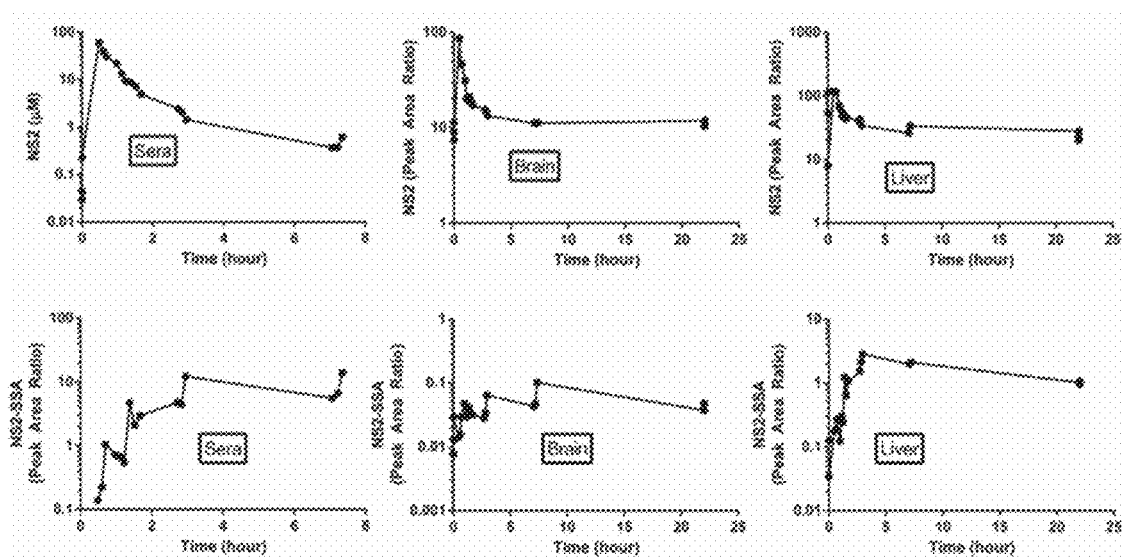 100
10
1
0.1
0.01
NS2 (μM)
Sera
0 2 4 6 8
Time (hour)
100
10
1
NS2 (Peak Area Ratio)
Brain
0 5 10 15 20 25
Time (hour)
1000
100
10
1
NS2 (Peak Area Ratio)
Liver
0 5 10 15 20 25
Time (hour)
100
10
1
0.1
NS2-SSA
(Peak Area Ratio)
Sera
0 2 4 6 8
Time (hour)
1
0.1
0.01
0.001
NS2-SSA
(Peak Area Ratio)
Brain
0 5 10 15 20 25
Time (hour)
10
1
0.1
0.01
NS2-SSA
(Peak Area Ratio)
Liver
0 5 10 15 20 25
Time (hour)